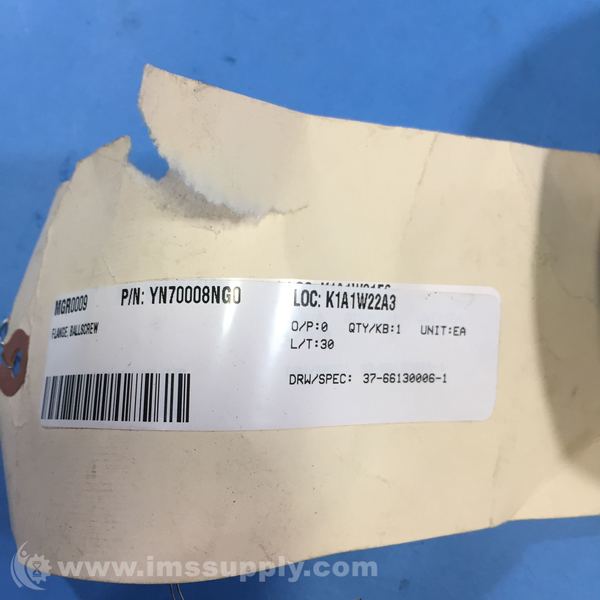 MGR0009 P/N: YN70008NG0 LOC: K1A1W22A3
FLANGE, BALLSCREW
O/P:0 QTY/KB:1 UNIT:EA
L/T:30
DRW/SPEC: 37-66130006-1
www.imssupply.com